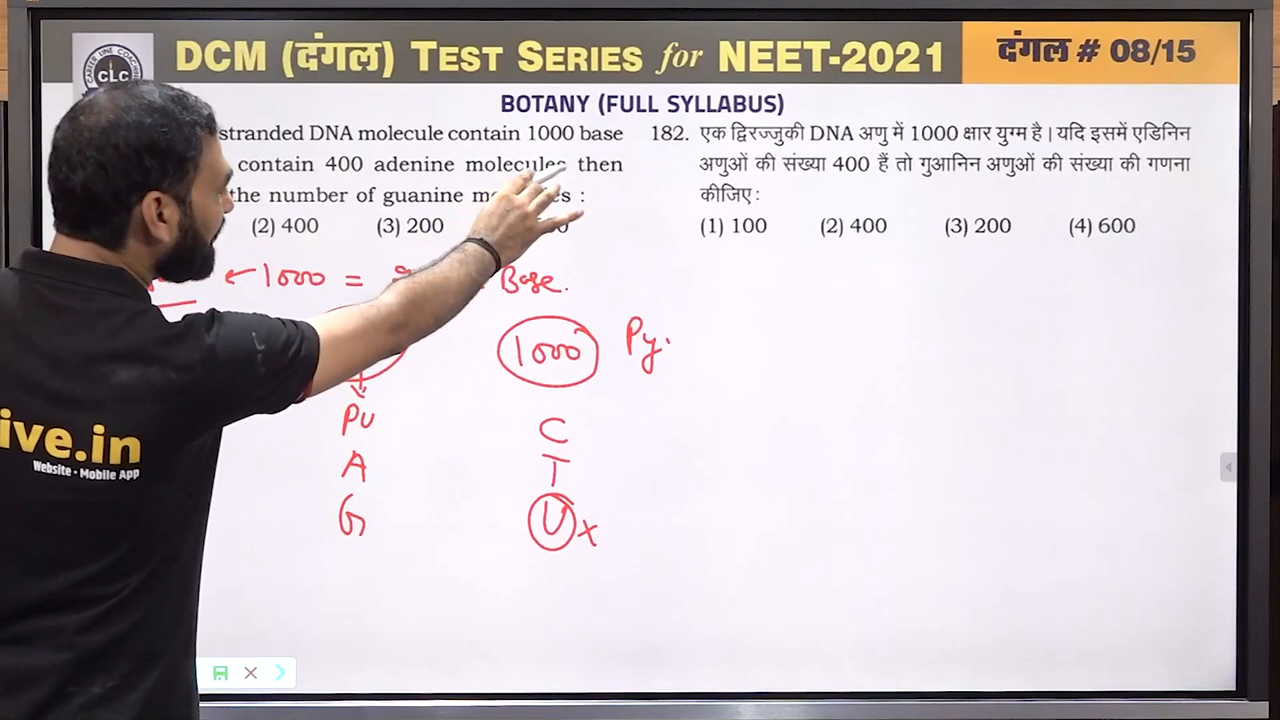 DCM (दंगल) TEST SERIES for NEET-2021
दंगल # 08/15
CAREER LINE COACHING
CLC
BOTANY (FULL SYLLABUS)
stranded DNA molecule contain 1000 base
contain 400 adenine molecules then
the number of guanine :
(2) 400 (3) 200
182. एक द्विरज्जुकी DNA अणु में 1000 क्षार युग्म है। यदि इसमें एडिनिन
अणुओं की संख्या 400 हैं तो गुआनिन अणुओं की संख्या की गणना
कीजिए :
(1) 100 (2) 400 (3) 200 (4) 600
←1000 = Base.
1000 Py.
PU
C
A
T
G
U x
ive.in
Website • Mobile App